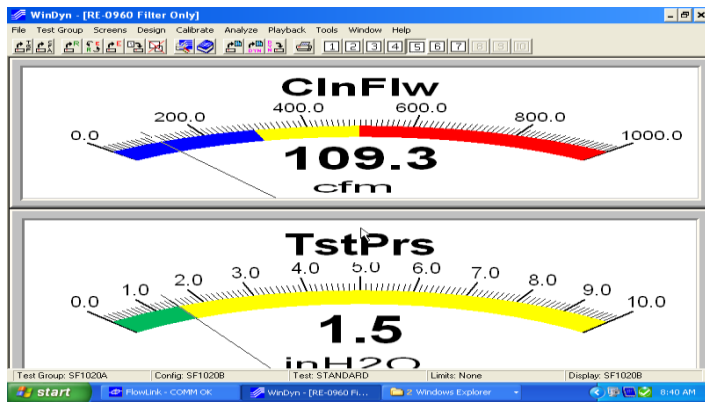 WinDyn - [RE-0960 Filter Only]
File Test Group Screens Design Calibrate Analyze Playback Tools Window Help
1 2 3 4 5 6 7 8 9 10
ClnFlw
0.0 200.0 400.0 600.0 800.0 1000.0
109.3
cfm
TstPrs
0.0 1.0 2.0 3.0 4.0 5.0 6.0 7.0 8.0 9.0 10.0
1.5
inH2O
Test Group: SF1020A Config: SF1020B Test: STANDARD Limits: None Display: SF1020B
start FlowLink - COMM OK WinDyn - [RE-0960 Fi... 2 Windows Explorer 8:40 AM